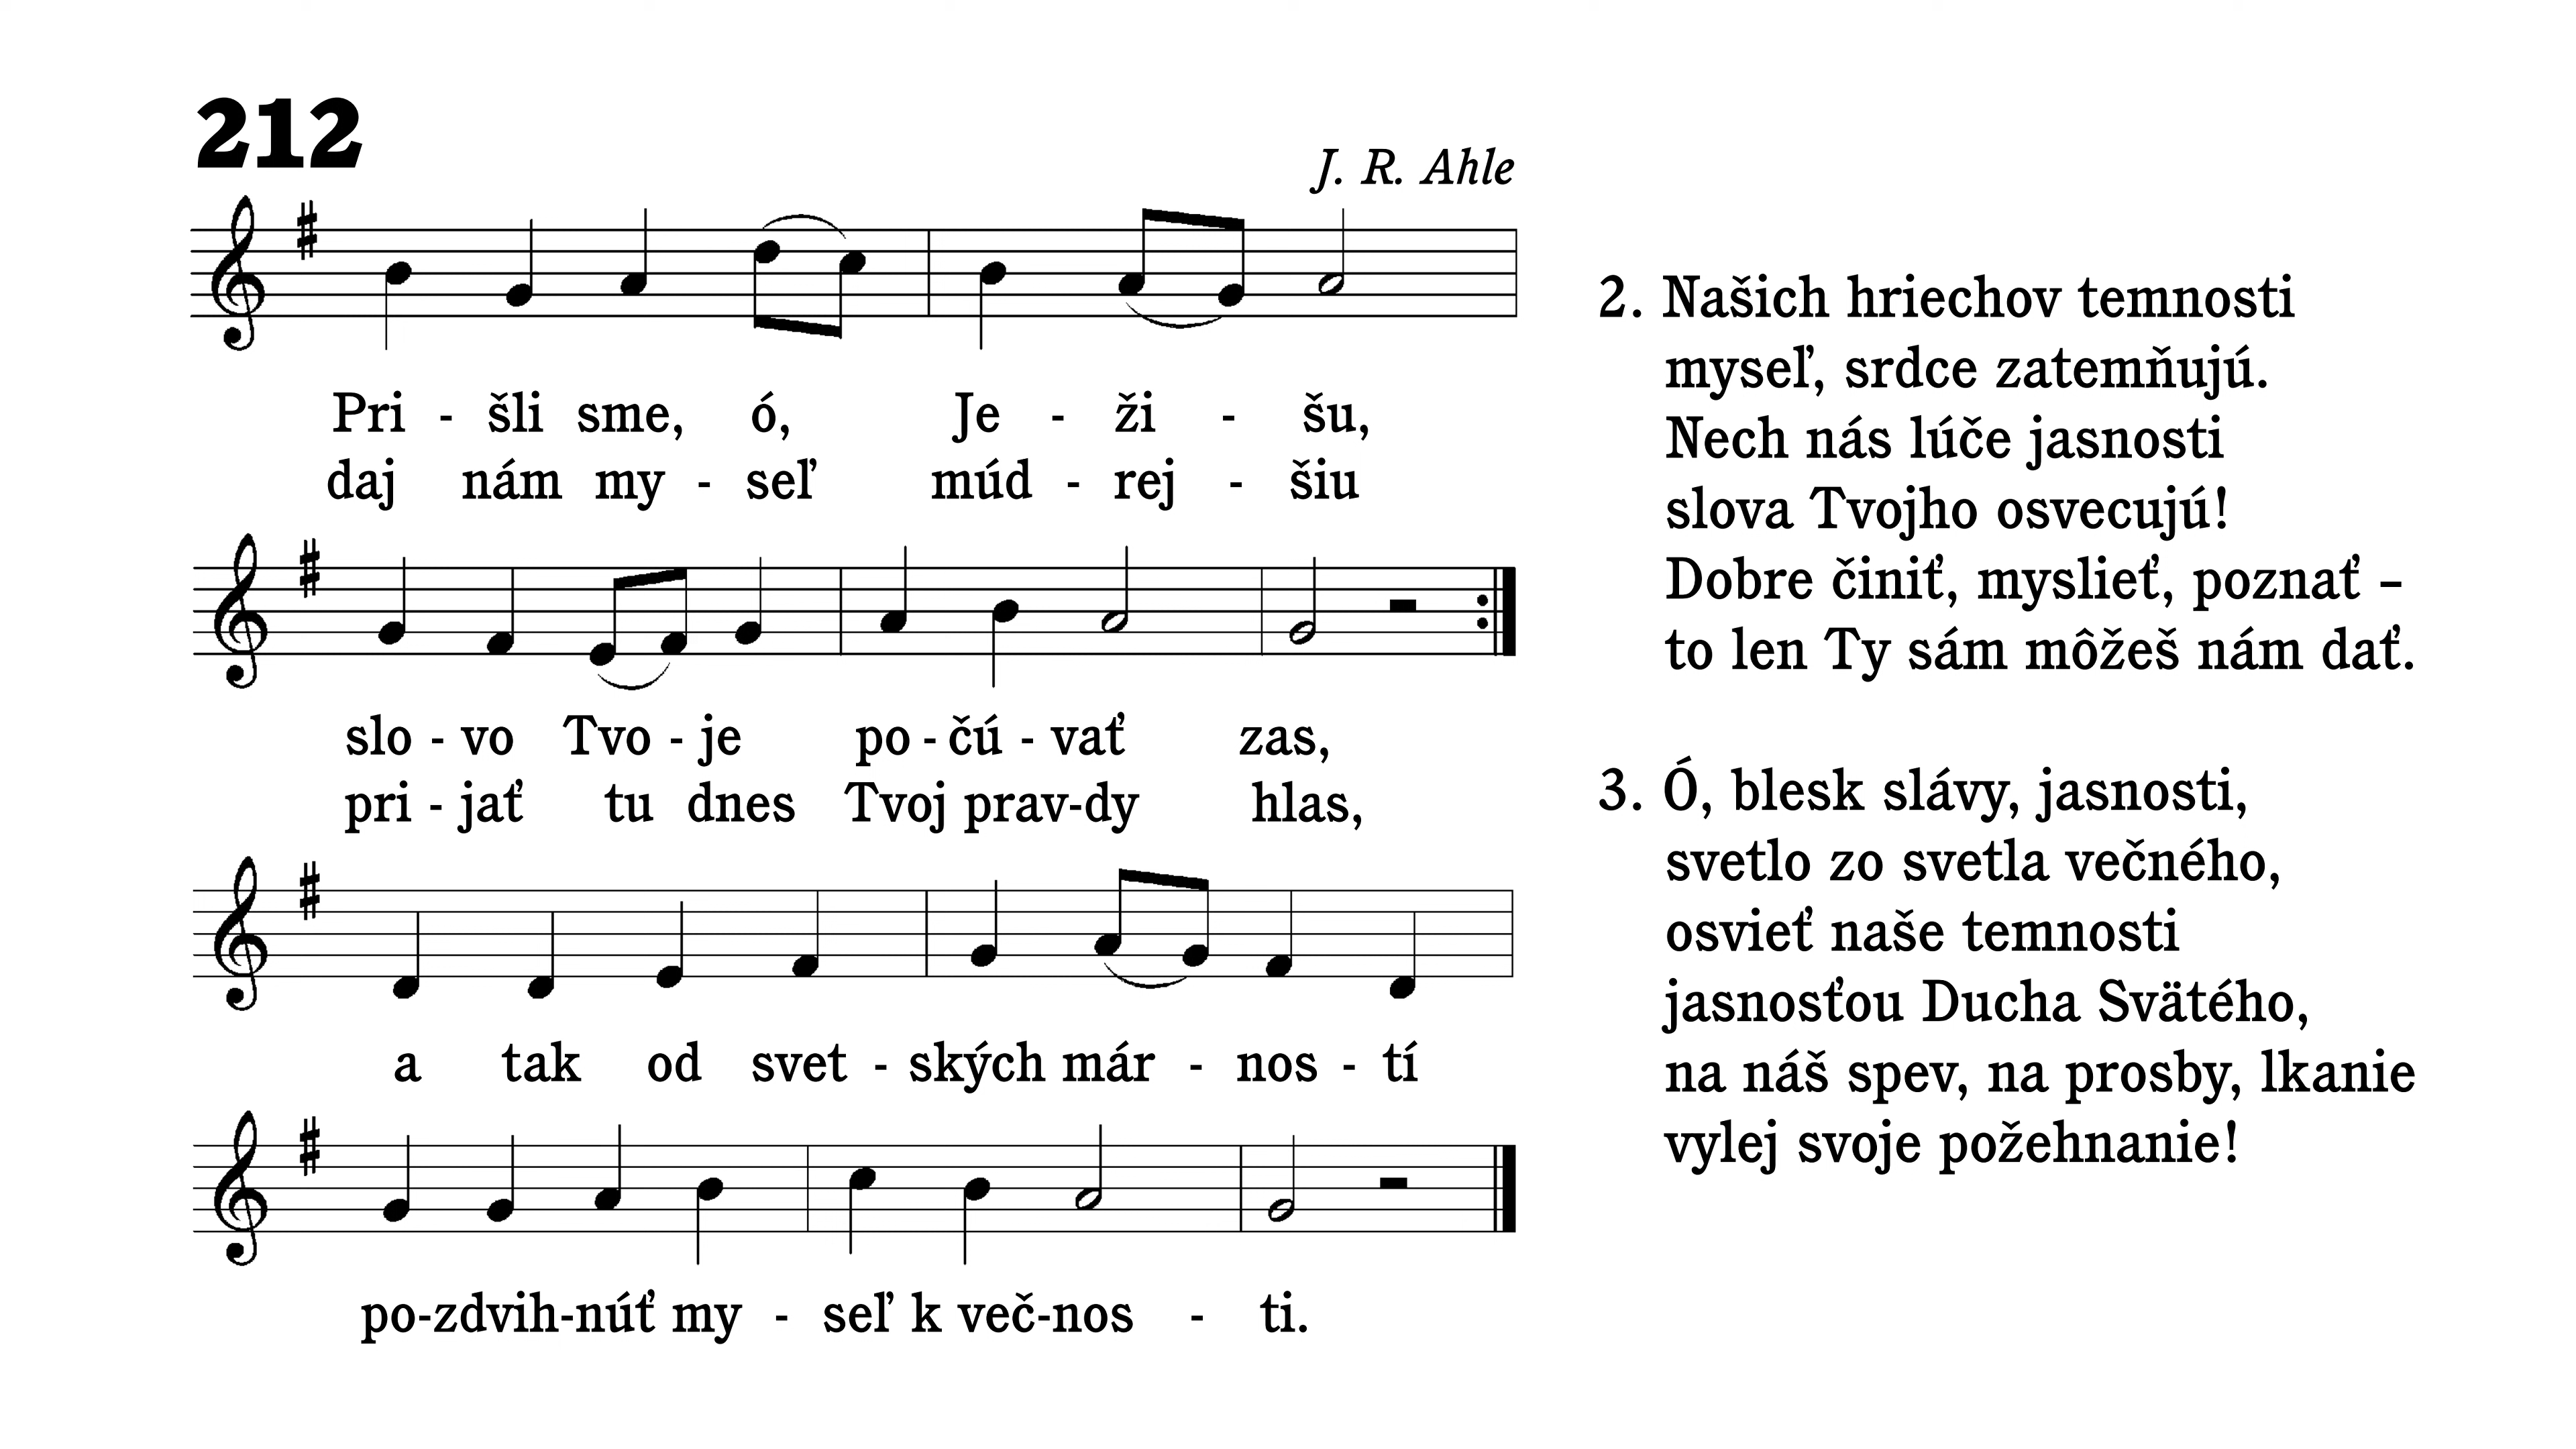 212
J. R. Ahle
Pri - šli sme, ó, Je - ži - šu,
daj nám my - seľ múd - rej - šiu
slo - vo Tvo - je po - čú - vať zas,
pri - jať tu dnes Tvoj prav-dy hlas,
a tak od svet - ských már - nos - tí
po-zdvih-núť my - seľ k več-nos - ti.
2. Našich hriechov temnosti
myseľ, srdce zatemňujú.
Nech nás lúče jasnosti
slova Tvojho osvecujú!
Dobre činiť, myslieť, poznať –
to len Ty sám môžeš nám dať.
3. Ó, blesk slávy, jasnosti,
svetlo zo svetla večného,
osvieť naše temnosti
jasnosťou Ducha Svätého,
na náš spev, na prosby, lkanie
vylej svoje požehnanie!